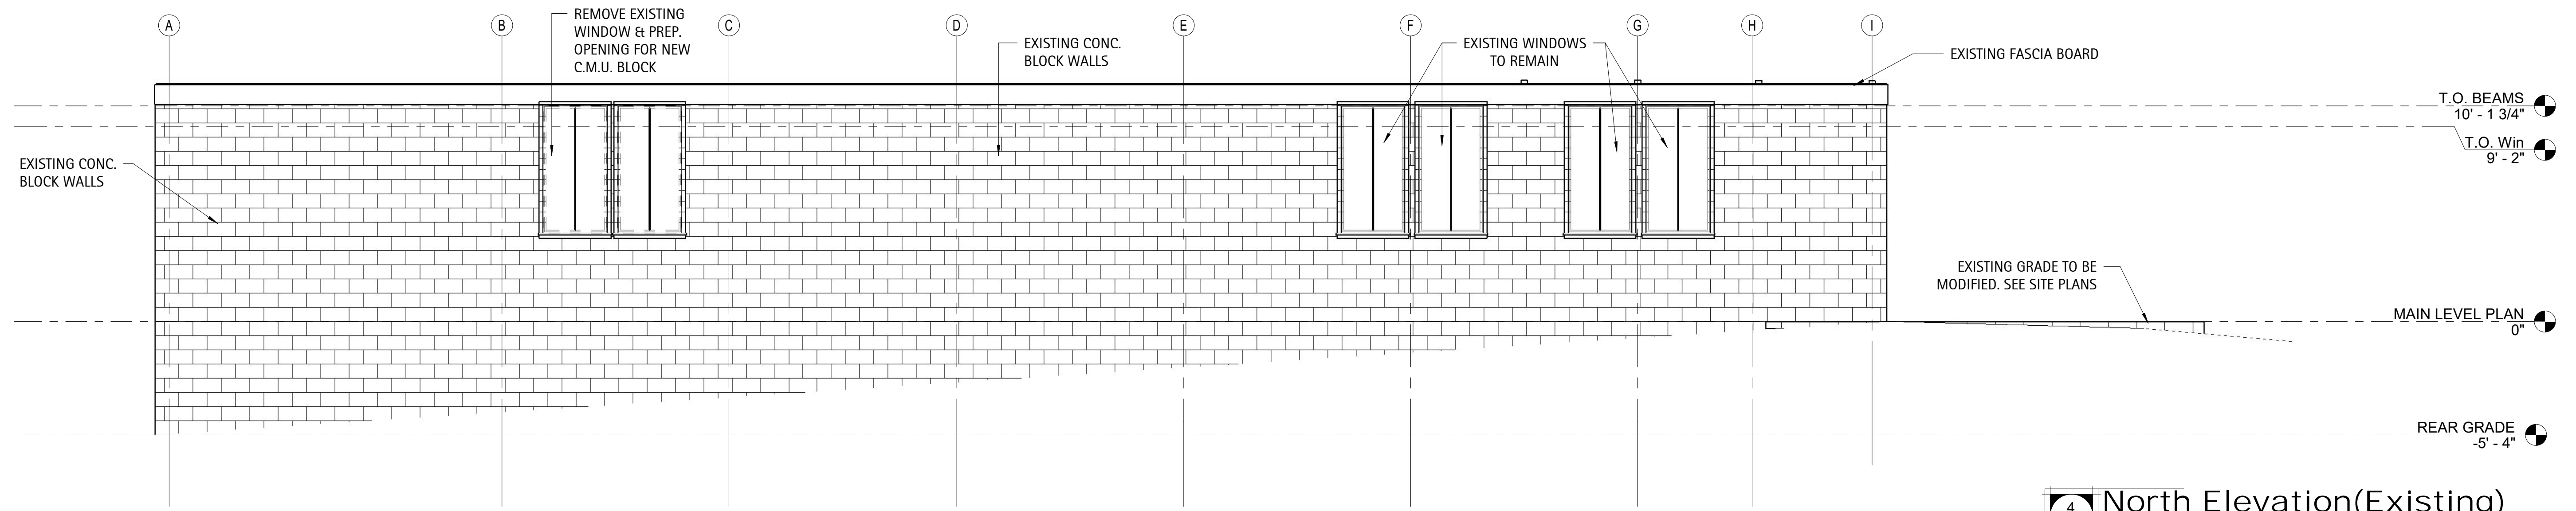 A
B
C
D
E
F
G
H
I
REMOVE EXISTING
WINDOW & PREP.
OPENING FOR NEW
C.M.U. BLOCK
EXISTING CONC.
BLOCK WALLS
EXISTING WINDOWS
TO REMAIN
EXISTING FASCIA BOARD
T.O. BEAMS
10' - 1 3/4"
T.O. Win
9' - 2"
EXISTING CONC.
BLOCK WALLS
EXISTING GRADE TO BE
MODIFIED. SEE SITE PLANS
MAIN LEVEL PLAN
0"
REAR GRADE
-5' - 4"
4
North Elevation(Existing)